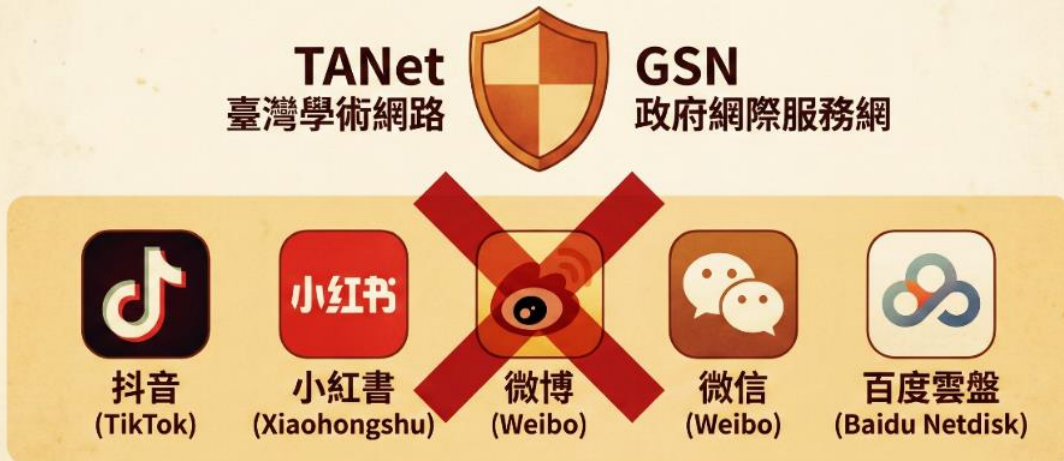 TANet
臺灣學術網路
GSN
政府網際服務網
小红书
抖音
(TikTok)
小紅書
(Xiaohongshu)
微博
(Weibo)
微信
(Weibo)
百度雲盤
(Baidu Netdisk)